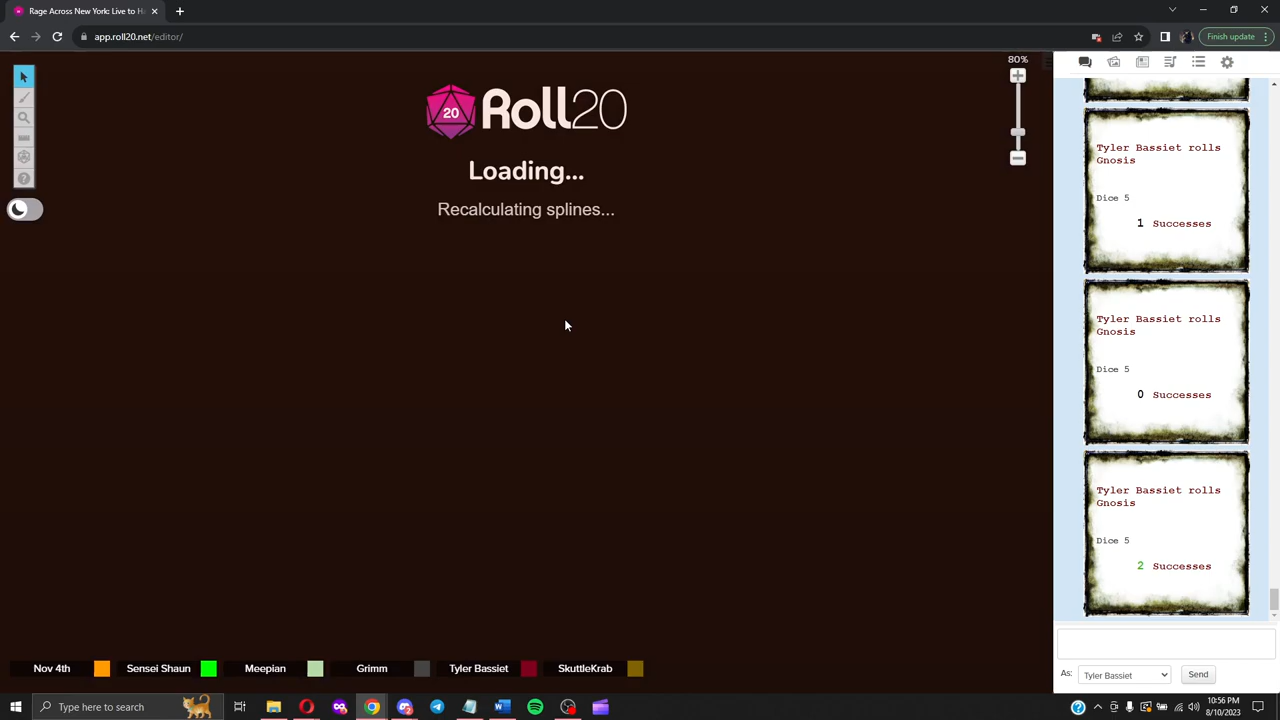 Rage Across New York Live to H
app.roll20.net/editor/
Finish update
80%
20
Roll20
Loading...
Recalculating splines...
Tyler Bassiet rolls
Gnosis
Dice 5
1 Successes
Tyler Bassiet rolls
Gnosis
Dice 5
0 Successes
Tyler Bassiet rolls
Gnosis
Dice 5
2 Successes
Nov 4th
Sensei Shaun
Meepian
Grimm
Tyler Bassiet
SkuttleKrab
As:
Tyler Bassiet
Send
Type here to search
10:56 PM
8/10/2023